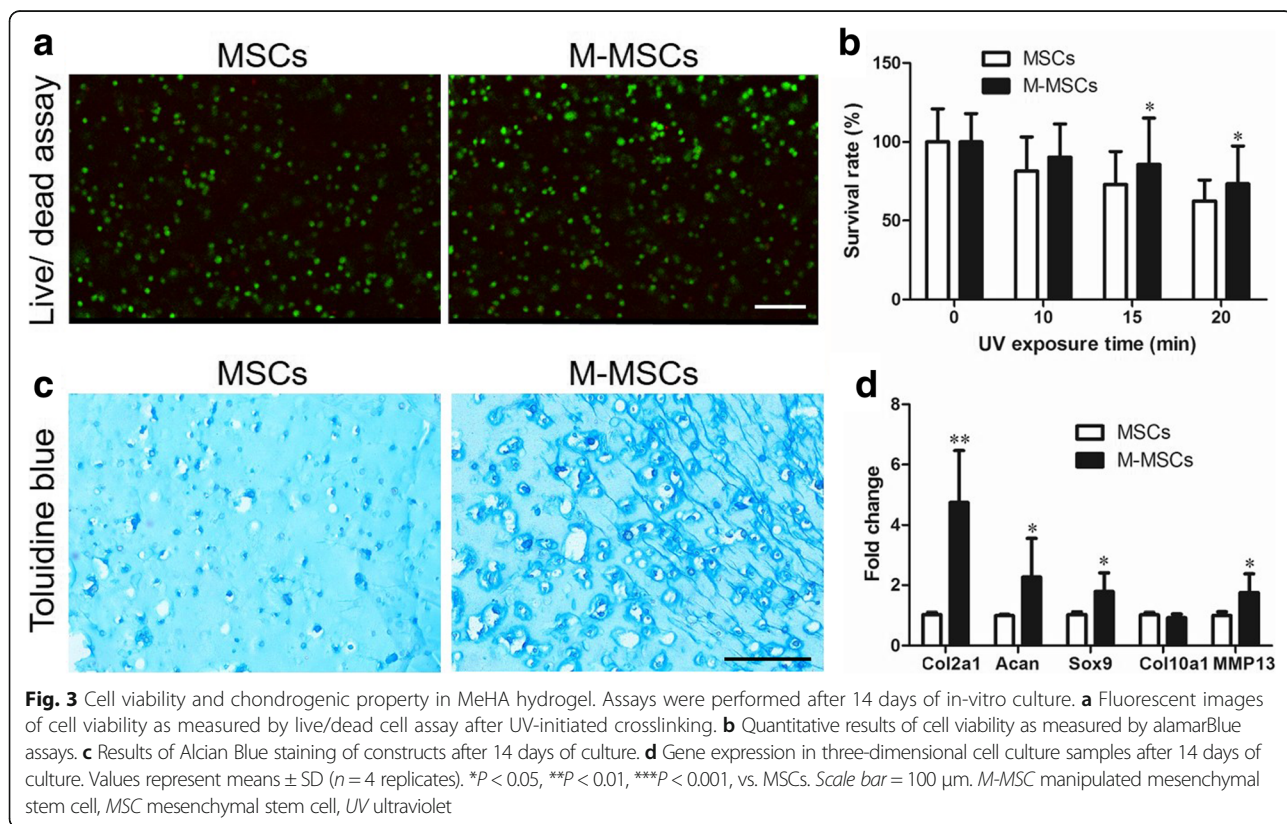 a
MSCs
M-MSCs
Live/ dead assay
b
MSCs
M-MSCs
150
100
50
0
Survival rate (%)
*
*
0 10 15 20
UV exposure time (min)
c
MSCs
M-MSCs
Toluidine blue
d
MSCs
M-MSCs
8
6
4
2
0
Fold change
**
*
*
*
Col2a1 Acan Sox9 Col10a1 MMP13
Fig. 3 Cell viability and chondrogenic property in MeHA hydrogel. Assays were performed after 14 days of in-vitro culture. a Fluorescent images
of cell viability as measured by live/dead cell assay after UV-initiated crosslinking. b Quantitative results of cell viability as measured by alamarBlue
assays. c Results of Alcian Blue staining of constructs after 14 days of culture. d Gene expression in three-dimensional cell culture samples after 14 days of
culture. Values represent means ± SD (n = 4 replicates). *P < 0.05, **P < 0.01, ***P < 0.001, vs. MSCs. Scale bar = 100 μm. M-MSC manipulated mesenchymal
stem cell, MSC mesenchymal stem cell, UV ultraviolet